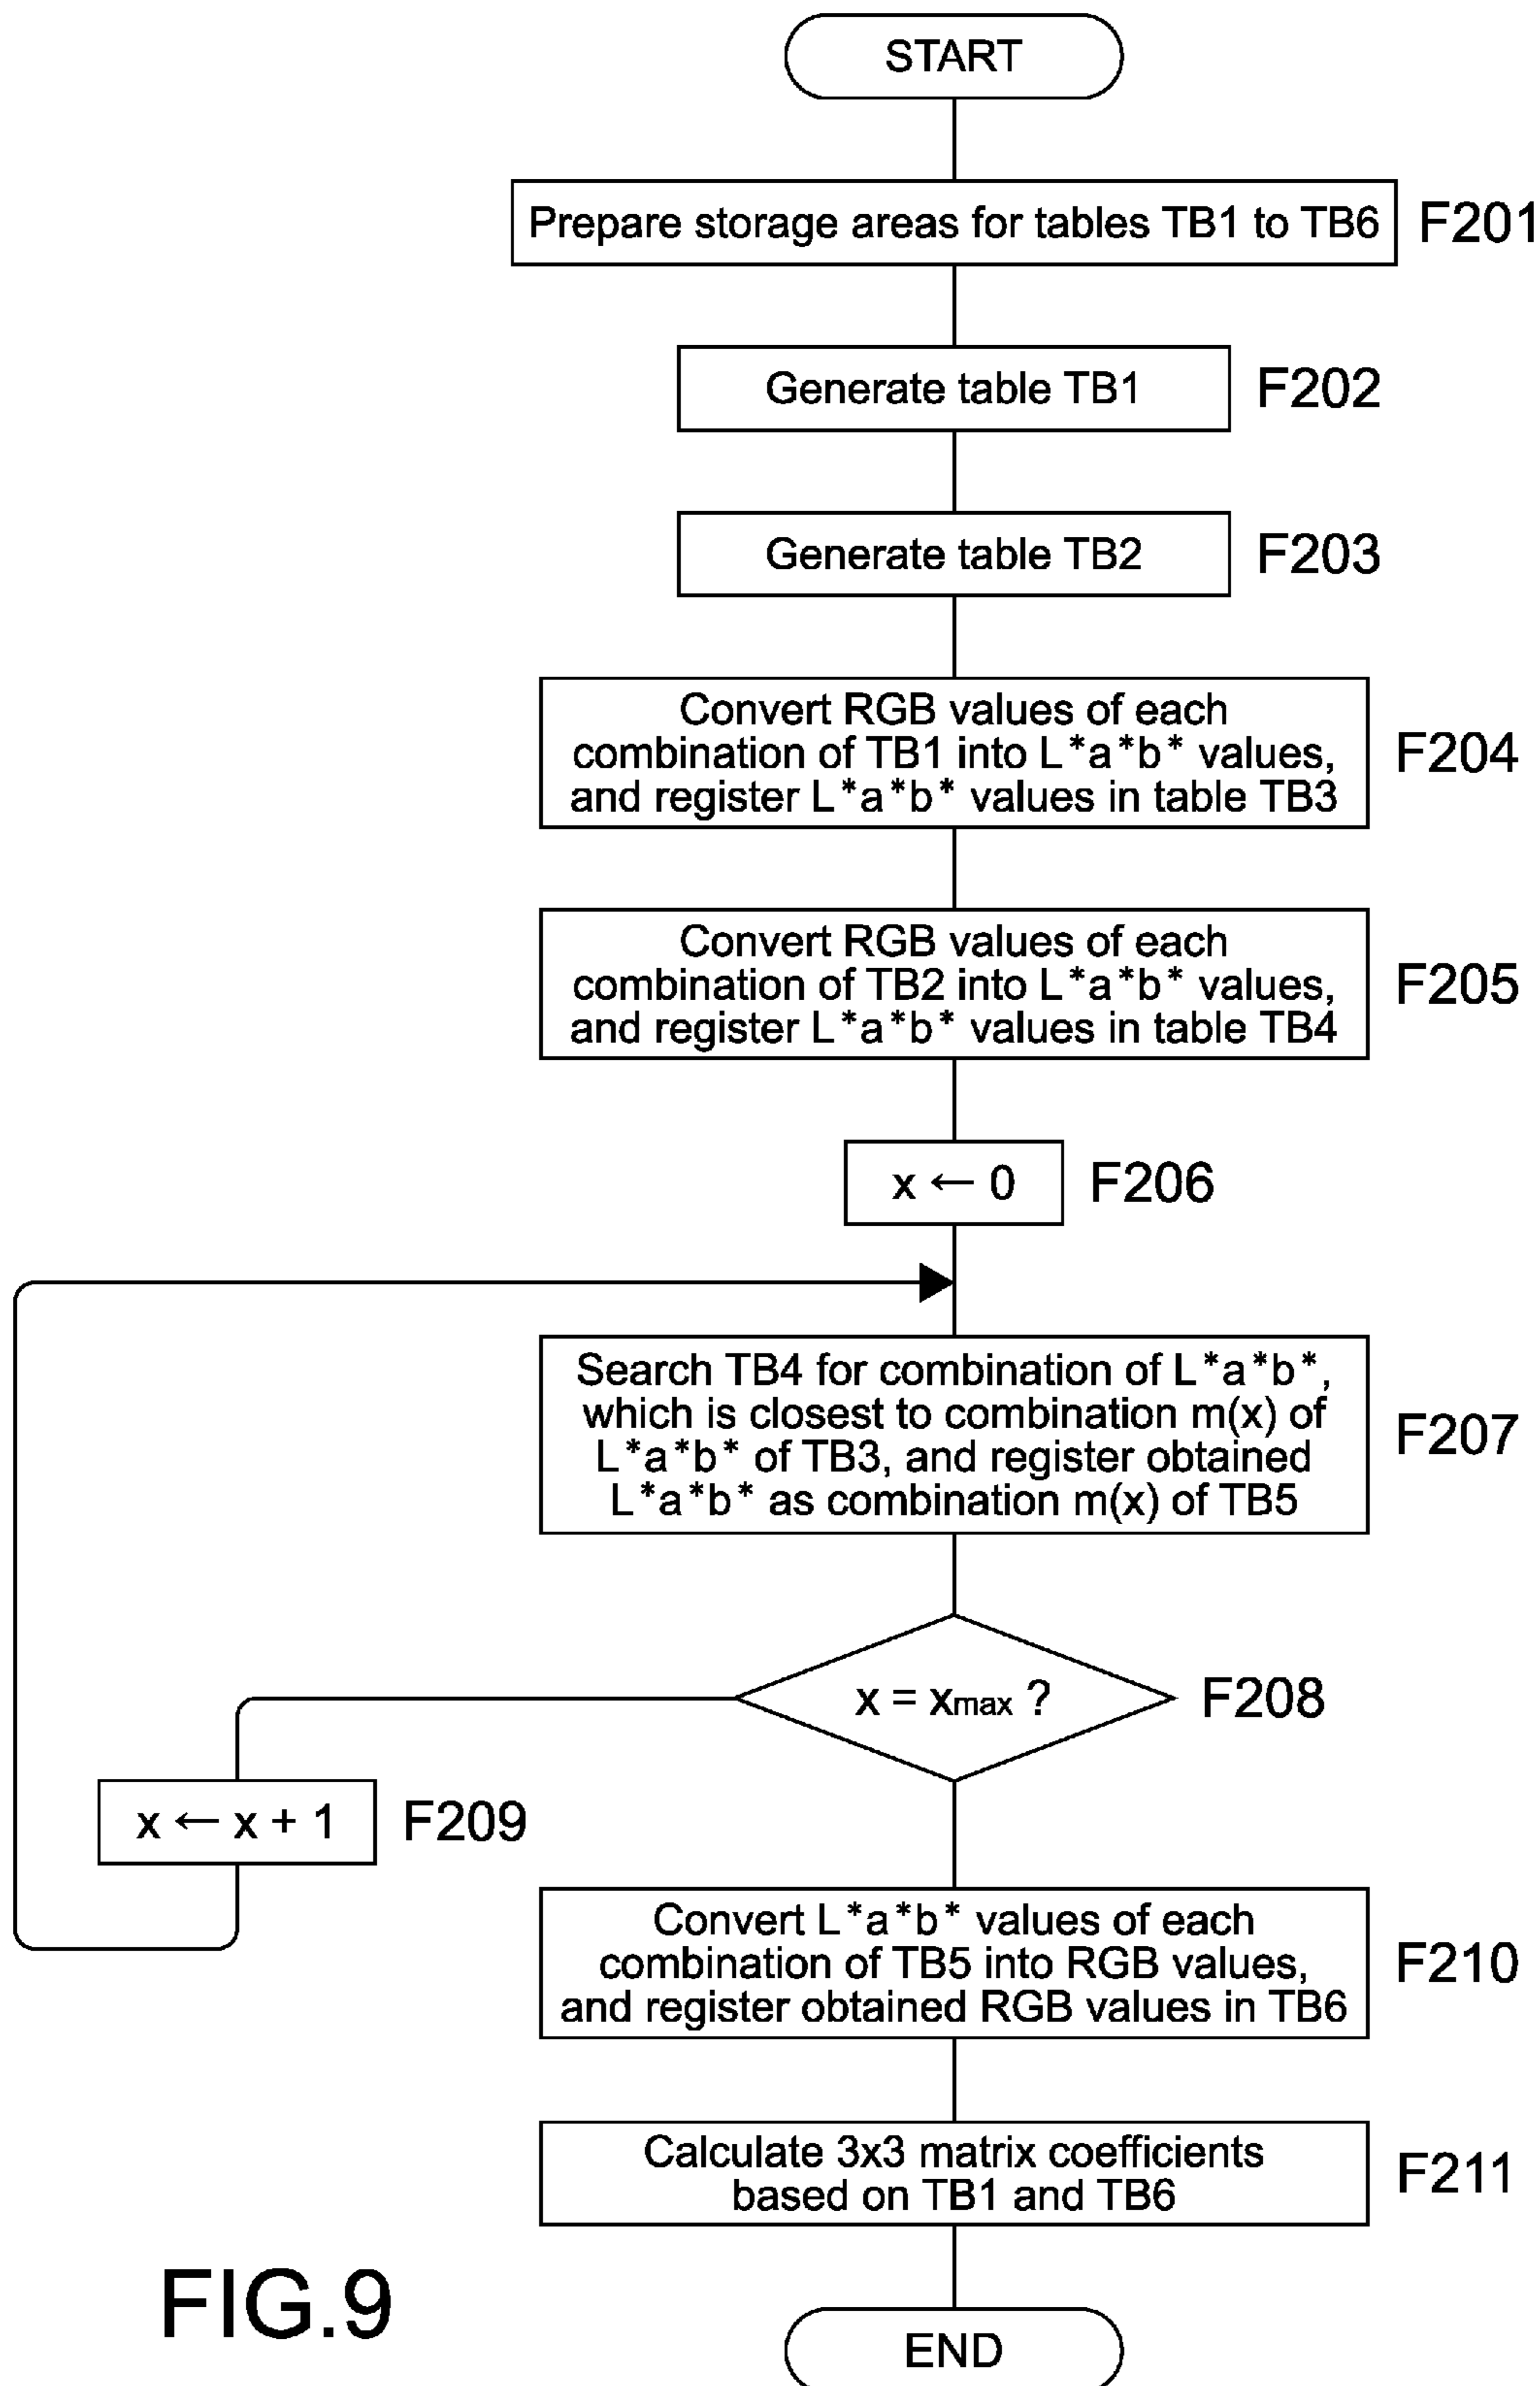 START
Prepare storage areas for tables TB1 to TB6
F201
Generate table TB1
F202
Generate table TB2
F203
Convert RGB values of each
combination of TB1 into L*a*b* values,
and register L*a*b* values in table TB3
F204
Convert RGB values of each
combination of TB2 into L*a*b* values,
and register L*a*b* values in table TB4
F205
x ← 0
F206
Search TB4 for combination of L*a*b*,
which is closest to combination m(x) of
L*a*b* of TB3, and register obtained
L*a*b* as combination m(x) of TB5
F207
x = xmax ?
F208
x ← x + 1
F209
Convert L*a*b* values of each
combination of TB5 into RGB values,
and register obtained RGB values in TB6
F210
Calculate 3x3 matrix coefficients
based on TB1 and TB6
F211
FIG.9
END